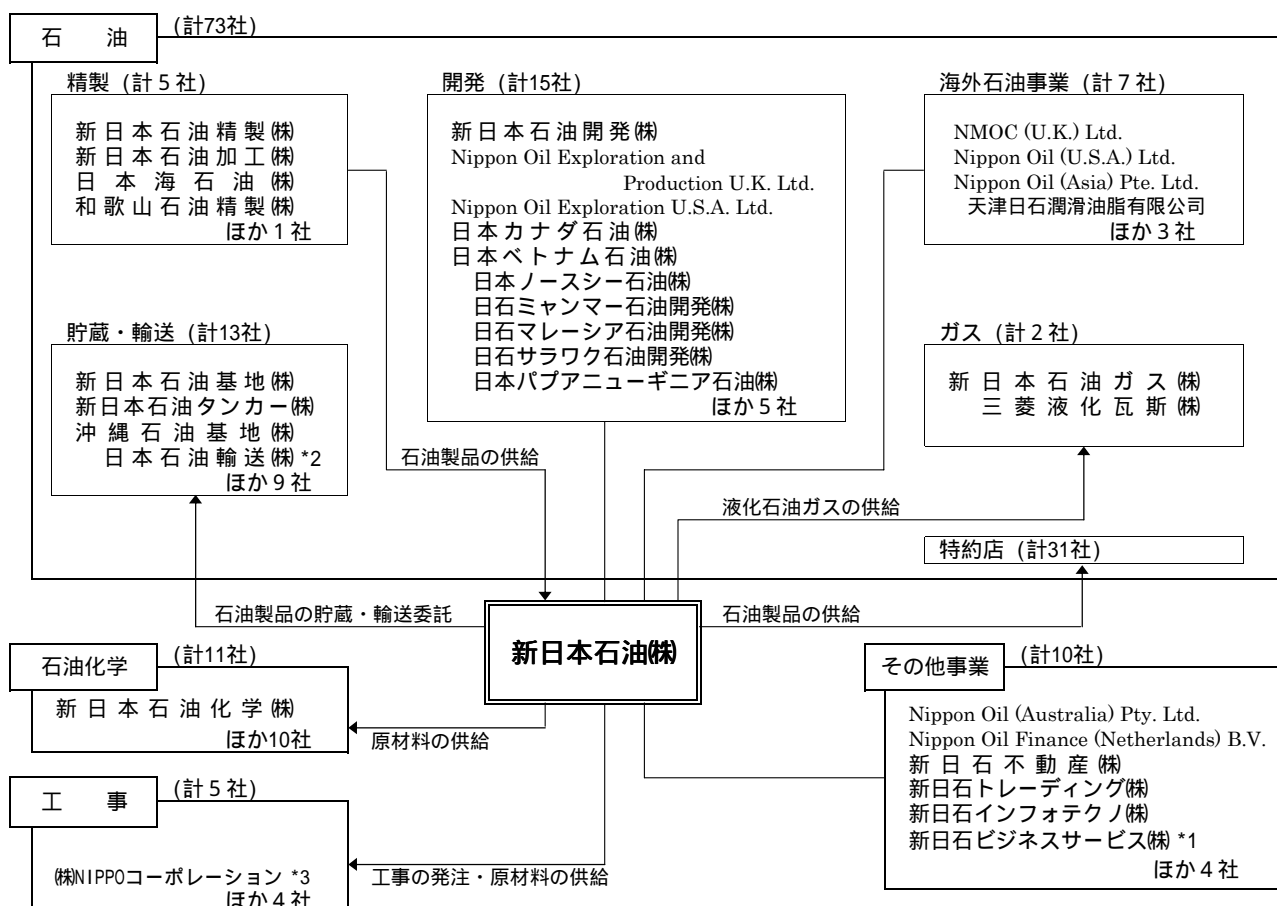 石油 (計73社)
精製 (計5社)
新日本石油精製㈱
新日本石油加工㈱
日本海石油㈱
和歌山石油精製㈱
ほか1社
開発 (計15社)
新日本石油開発㈱
Nippon Oil Exploration and
Production U.K. Ltd.
Nippon Oil Exploration U.S.A. Ltd.
日本カナダ石油㈱
日本ベトナム石油㈱
日本ノースシー石油㈱
日石ミャンマー石油開発㈱
日石マレーシア石油開発㈱
日石サラワク石油開発㈱
日本パプアニューギニア石油㈱
ほか5社
海外石油事業 (計7社)
NMOC (U.K.) Ltd.
Nippon Oil (U.S.A.) Ltd.
Nippon Oil (Asia) Pte. Ltd.
天津日石潤滑油脂有限公司
ほか3社
貯蔵・輸送 (計13社)
新日本石油基地㈱
新日本石油タンカー㈱
沖縄石油基地㈱
日本石油輸送㈱ *2
ほか9社
ガス (計2社)
新日本石油ガス㈱
三菱液化瓦斯㈱
石油製品の供給
液化石油ガスの供給
特約店 (計31社)
石油製品の貯蔵・輸送委託
石油製品の供給
新日本石油㈱
石油化学 (計11社)
新日本石油化学㈱
ほか10社
原材料の供給
工事 (計5社)
㈱NIPPOコーポレーション *3
ほか4社
工事の発注・原材料の供給
その他事業 (計10社)
Nippon Oil (Australia) Pty. Ltd.
Nippon Oil Finance (Netherlands) B.V.
新日石不動産㈱
新日石トレーディング㈱
新日石インフォテクノ㈱
新日石ビジネスサービス㈱ *1
ほか4社